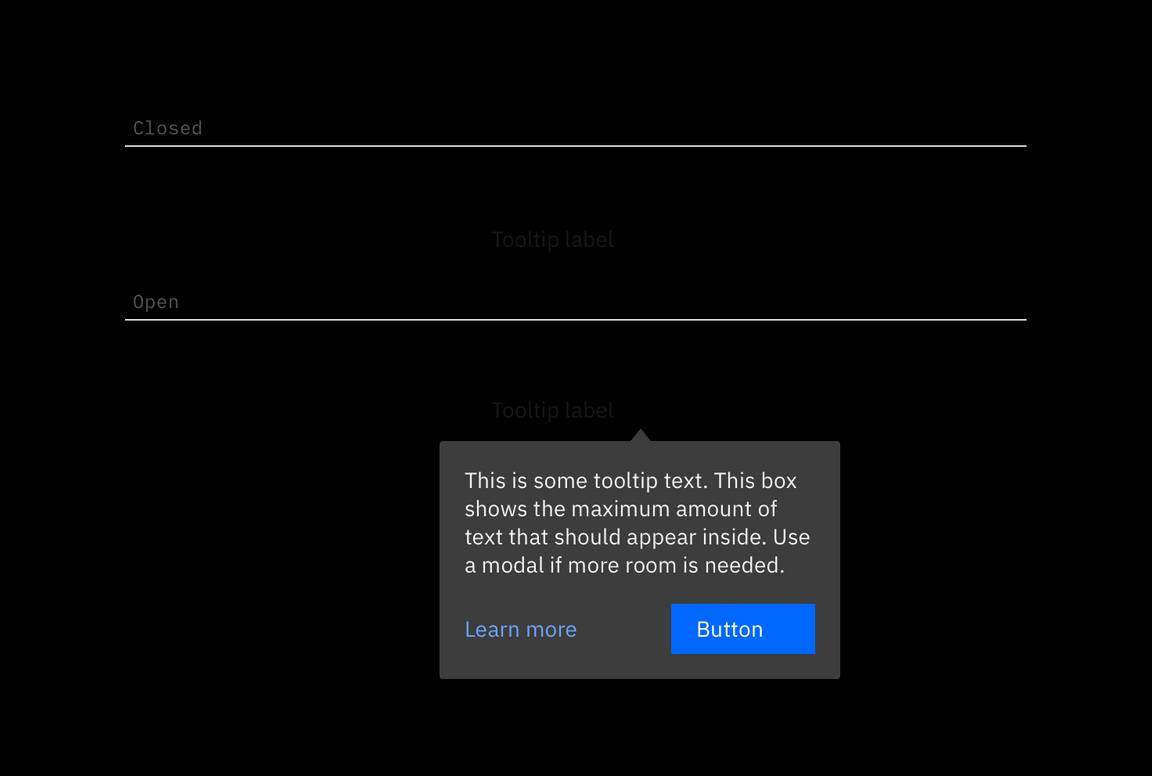 Closed
Tooltip label
Open
Tooltip label
This is some tooltip text. This box
shows the maximum amount of
text that should appear inside. Use
a modal if more room is needed.
Learn more
Button